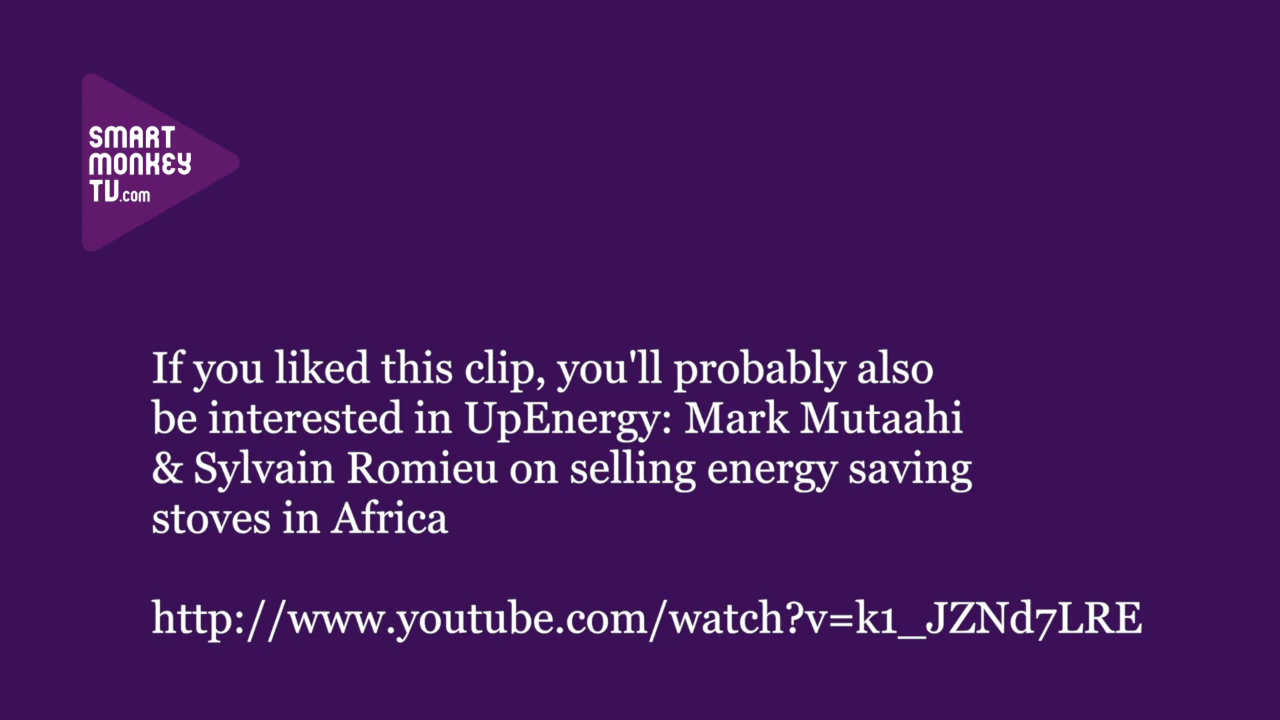 SMART
MONKEY
TV.com
If you liked this clip, you'll probably also
be interested in UpEnergy: Mark Mutaahi
& Sylvain Romieu on selling energy saving
stoves in Africa
http://www.youtube.com/watch?v=k1_JZNd7LRE